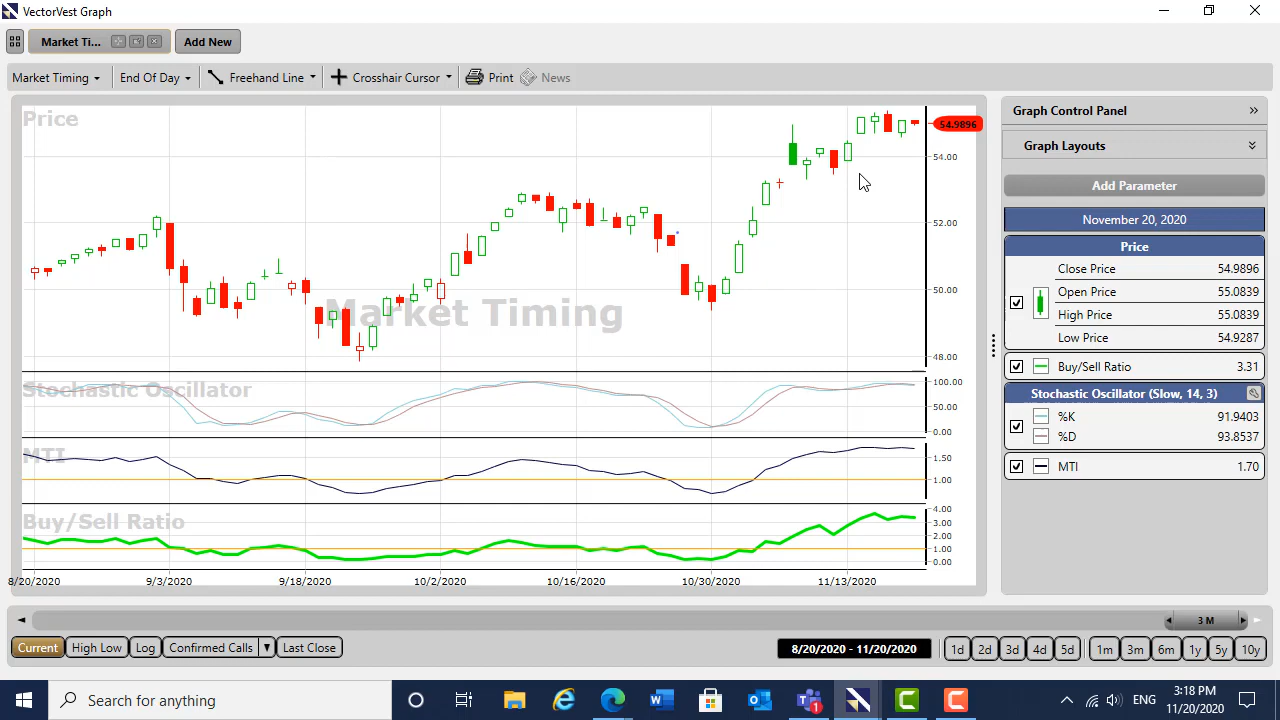 VectorVest Graph
Market Ti...
Add New
Market Timing
End Of Day
Freehand Line
Crosshair Cursor
Print
News
Price
54.9896
54.00
52.00
50.00
48.00
Market Timing
Stochastic Oscillator
100.00
50.00
0.00
MTI
1.50
1.00
Buy/Sell Ratio
4.00
3.00
2.00
1.00
0.00
8/20/2020 9/3/2020 9/18/2020 10/2/2020 10/16/2020 10/30/2020 11/13/2020
Graph Control Panel
Graph Layouts
Add Parameter
November 20, 2020
Price
Close Price 54.9896
Open Price 55.0839
High Price 55.0839
Low Price 54.9287
Buy/Sell Ratio 3.31
Stochastic Oscillator (Slow, 14, 3)
%K 91.9403
%D 93.8537
MTI 1.70
3 M
Current
High Low
Log
Confirmed Calls
Last Close
8/20/2020 - 11/20/2020
1d 2d 3d 4d 5d 1m 3m 6m 1y 5y 10y
Search for anything
1
ENG
3:18 PM
11/20/2020